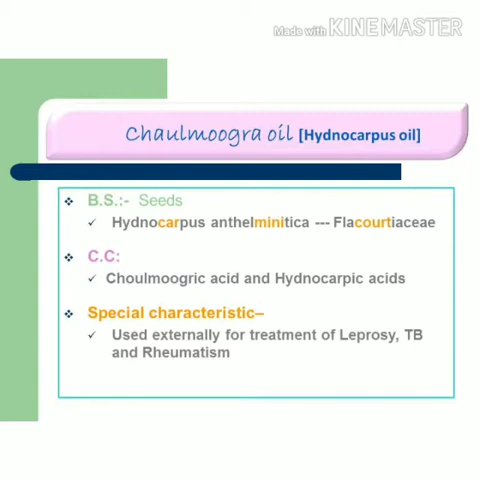 Made with KINEMASTER
Chaulmoogra oil [Hydnocarpus oil]
B.S.:- Seeds
Hydnocarpus anthelminitica --- Flacourtiaceae
C.C:
Choulmoogric acid and Hydnocarpic acids
Special characteristic–
Used externally for treatment of Leprosy, TB
and Rheumatism